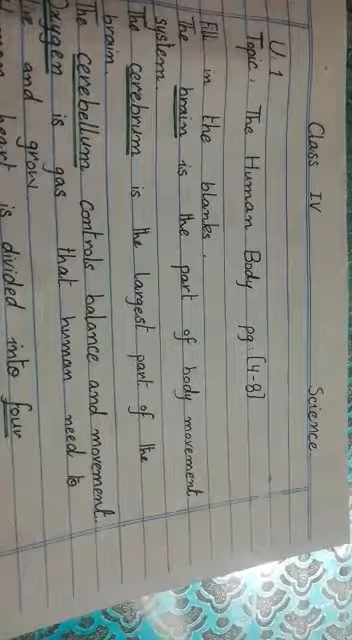 Class IV Science
U.1
Topic: The Human Body pg: [4-8]
Fill in the blanks.
The brain is the part of body movement
system.
The cerebrum is the largest part of the
brain.
The cerebellum controls balance and movement.
Oxygen is gas that human need to
live and grow.
heart is divided into four